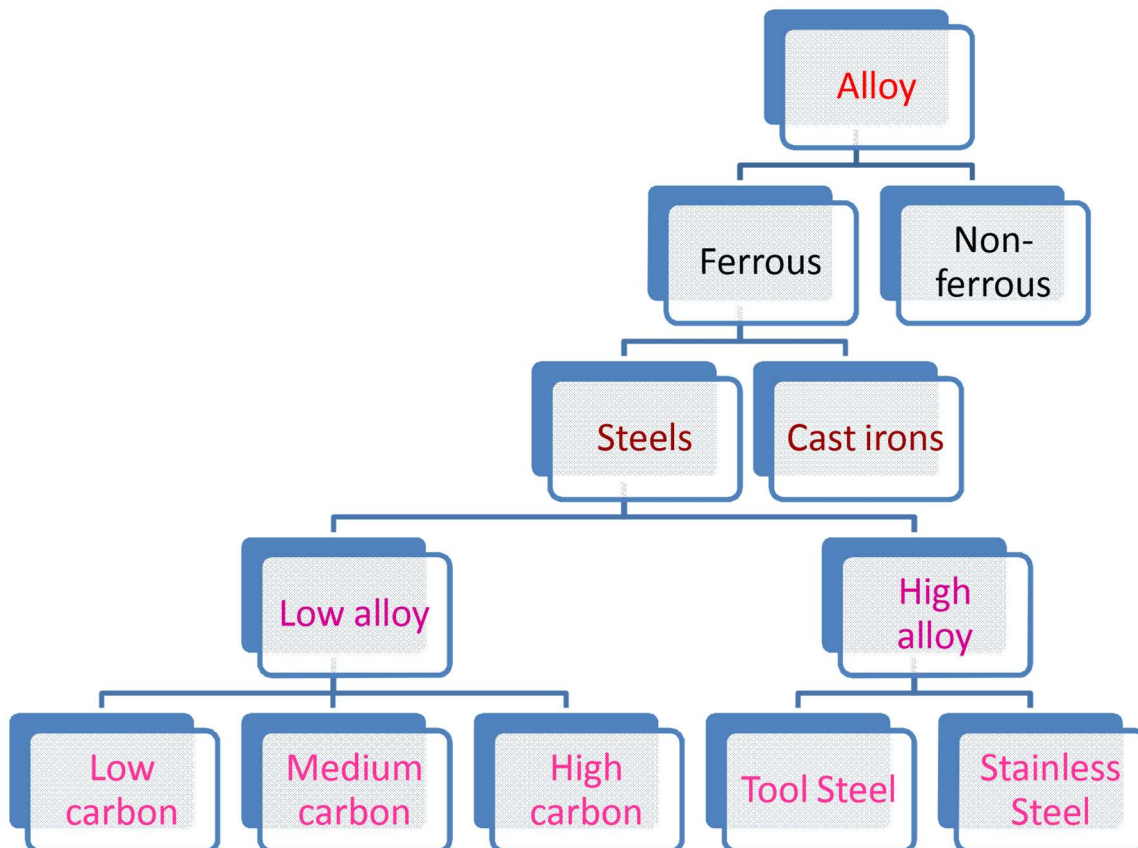 Alloy
Ferrous
Non-
ferrous
Steels
Cast irons
Low alloy
High
alloy
Low
carbon
Medium
carbon
High
carbon
Tool Steel
Stainless
Steel